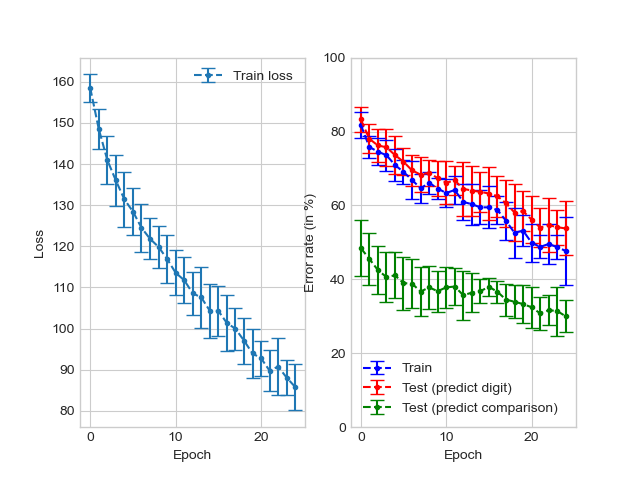 160
150
140
130
120
110
100
90
80
0
10
20
Epoch
Loss
Train loss
100
80
60
40
20
0
0
10
20
Epoch
Error rate (in %)
Train
Test (predict digit)
Test (predict comparison)